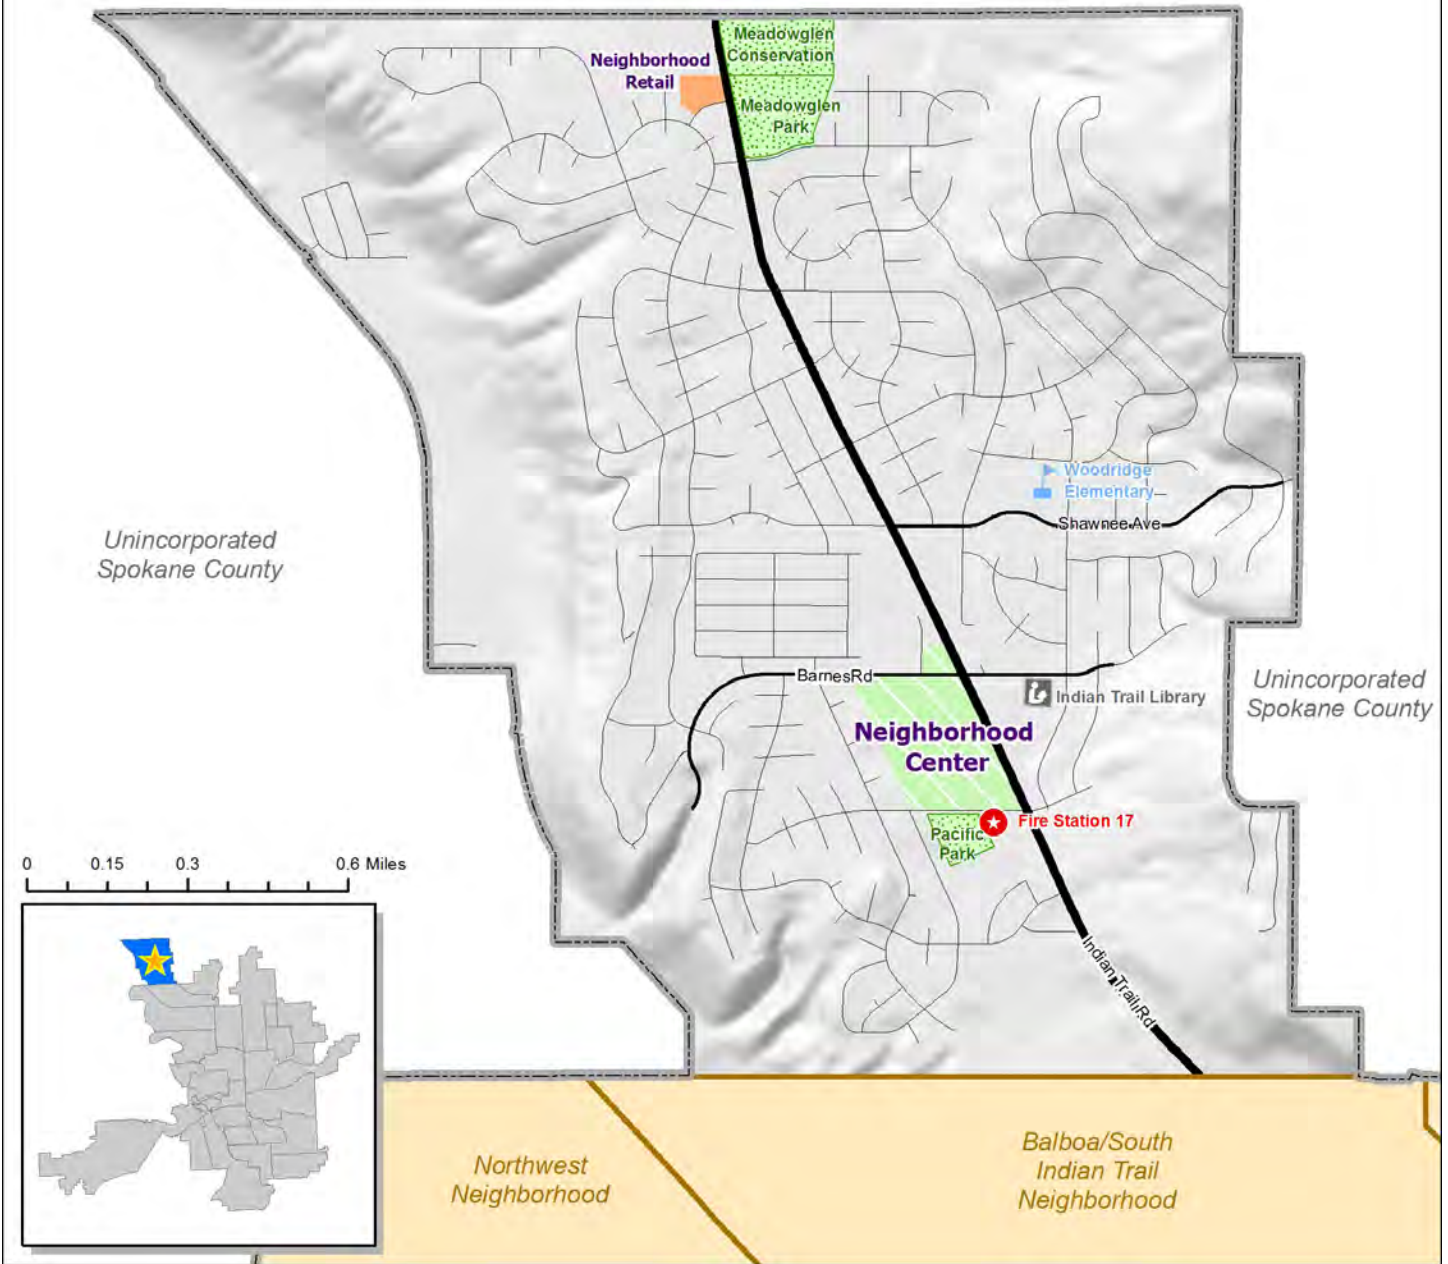 Meadowglen
Conservation
Neighborhood
Retail
Meadowglen
Park
Woodridge
Elementary
Shawnee Ave
Unincorporated
Spokane County
BarnesRd
Indian Trail Library
Unincorporated
Spokane County
Neighborhood
Center
Fire Station 17
Pacific
Park
0 0.15 0.3 0.6 Miles
Indian Trail Rd
Northwest
Neighborhood
Balboa/South
Indian Trail
Neighborhood